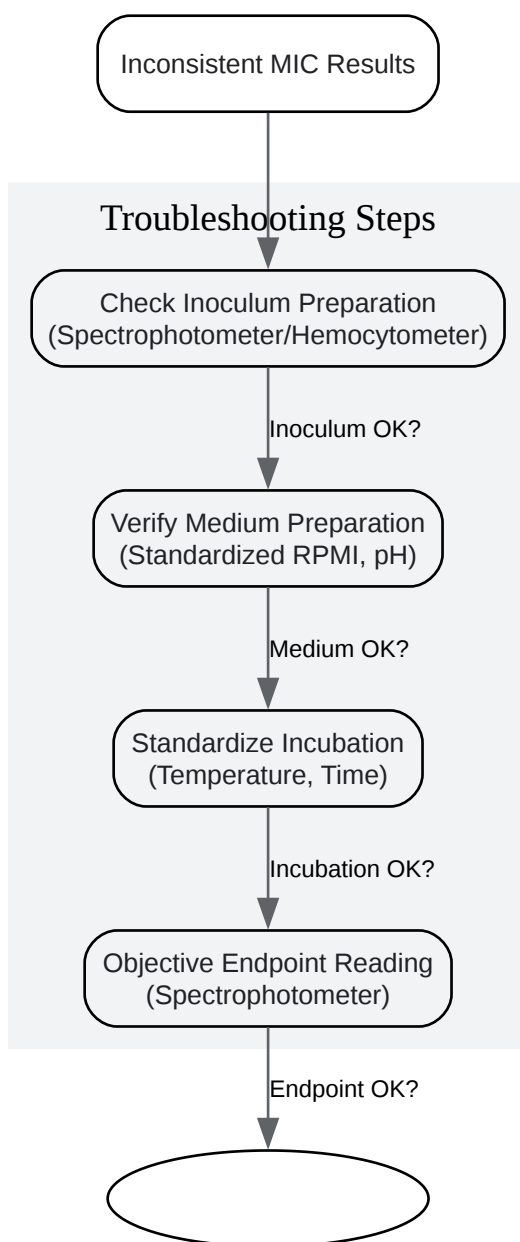 Inconsistent MIC Results
Troubleshooting Steps
Check Inoculum Preparation
(Spectrophotometer/Hemocytometer)
Inoculum OK?
Verify Medium Preparation
(Standardized RPMI, pH)
Medium OK?
Standardize Incubation
(Temperature, Time)
Incubation OK?
Objective Endpoint Reading
(Spectrophotometer)
Endpoint OK?